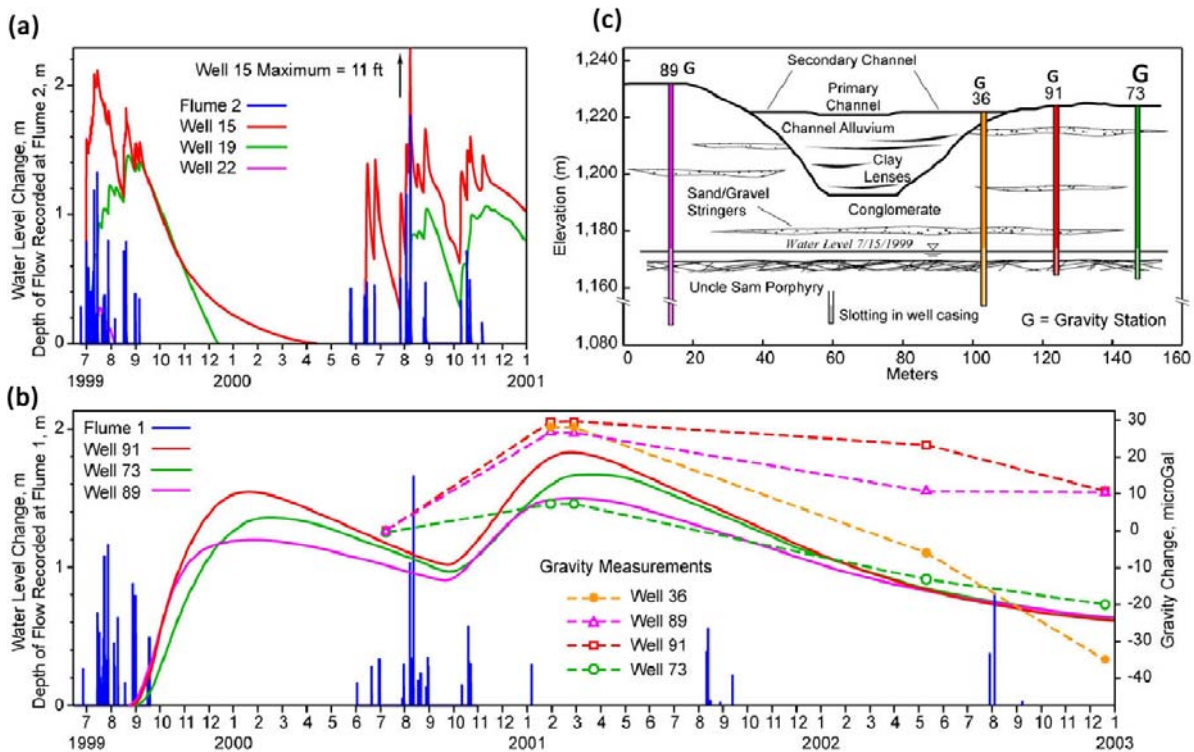 (a)
Water Level Change, m
Depth of Flow Recorded at Flume 2, m
2
1
0
Well 15 Maximum = 11 ft
Flume 2
Well 15
Well 19
Well 22
7 8 9 10 11 12 1 2 3 4 5 6 7 8 9 10 11 12 1
1999 2000 2001
(c)
Elevation (m)
1,240
1,220
1,200
1,180
1,160
1,080
89 G
Secondary Channel
Primary
Channel
G
36
G
91
G
73
Channel Alluvium
Clay
Lenses
Sand/Gravel
Stringers
Conglomerate
Water Level 7/15/1999
Uncle Sam Porphyry
Slotting in well casing
G = Gravity Station
0 20 40 60 80 100 120 140 160
Meters
(b)
Water Level Change, m
Depth of Flow Recorded at Flume 1, m
2
1
0
Flume 1
Well 91
Well 73
Well 89
Gravity Measurements
Well 36
Well 89
Well 91
Well 73
30
20
10
0
-10
-20
-30
-40
Gravity Change, microGal
7 8 9 10 11 12 1 2 3 4 5 6 7 8 9 10 11 12 1 2 3 4 5 6 7 8 9 10 11 12 1 2 3 4 5 6 7 8 9 10 11 12 1
1999 2000 2001 2002 2003